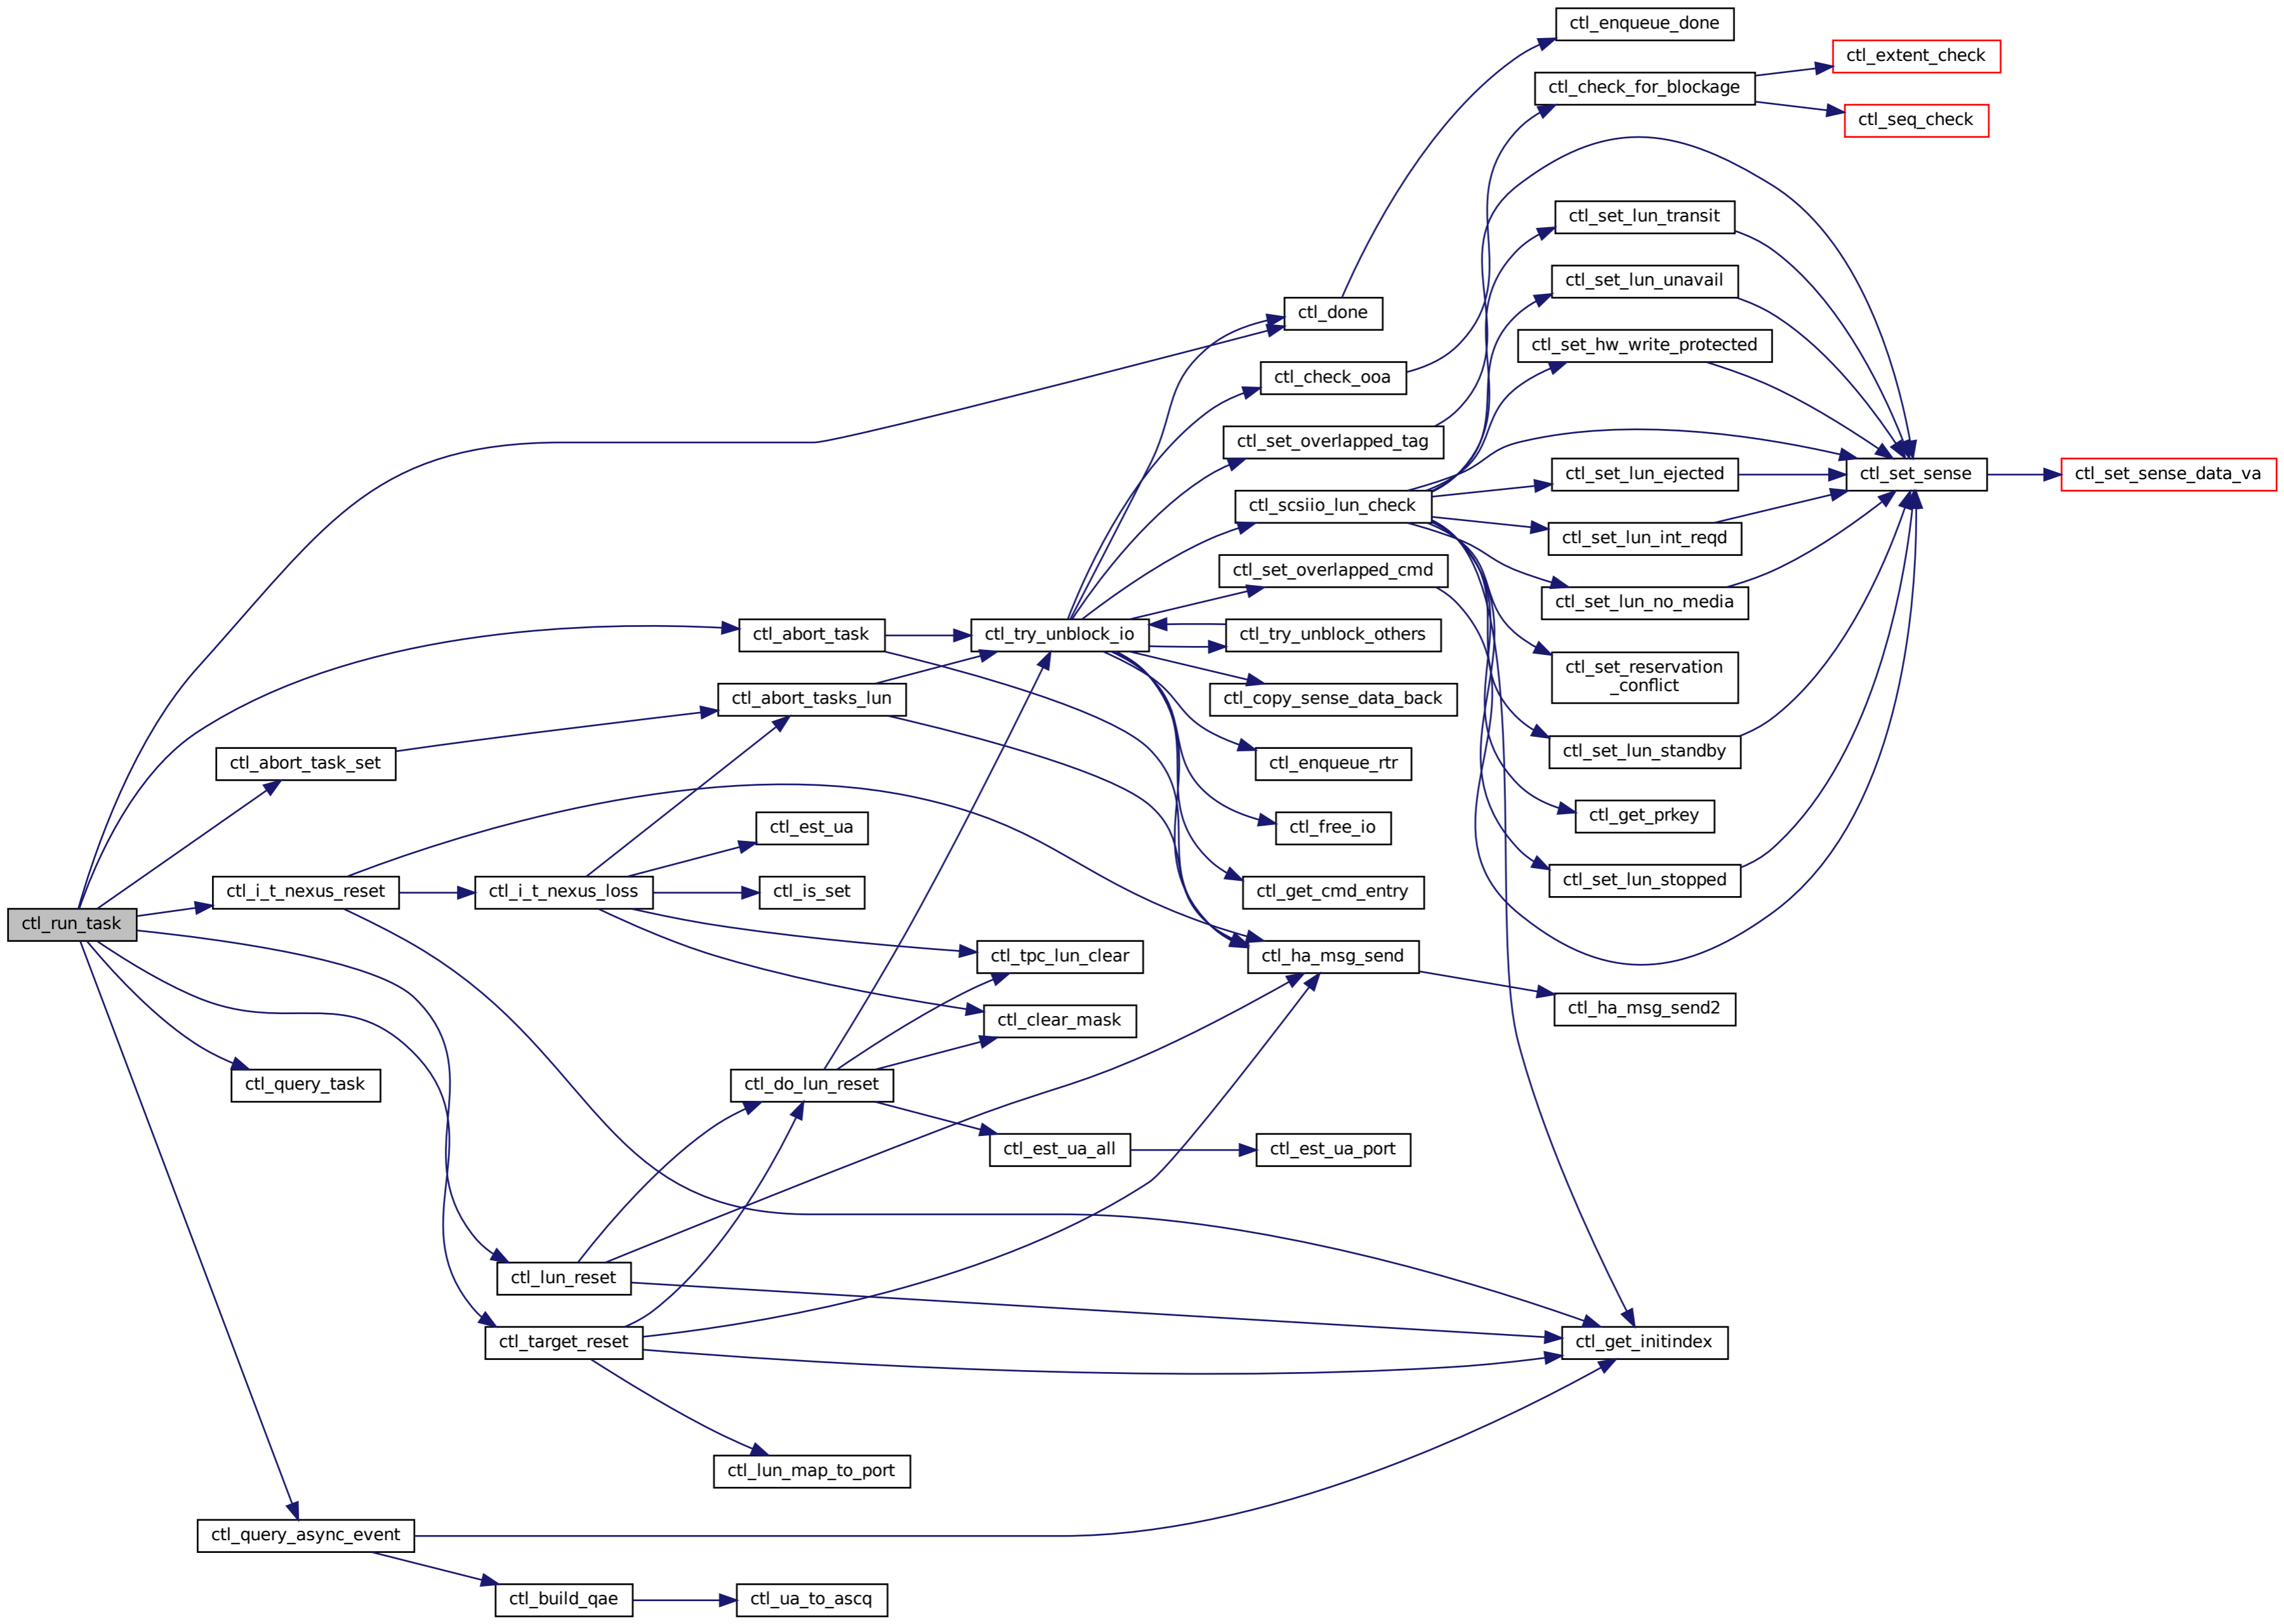 ctl_enqueue_done
ctl_extent_check
ctl_check_for_blockage
ctl_seq_check
ctl_set_lun_transit
ctl_set_lun_unavail
ctl_done
ctl_set_hw_write_protected
ctl_check_ooa
ctl_set_overlapped_tag
ctl_set_lun_ejected
ctl_set_sense
ctl_set_sense_data_va
ctl_scsiio_lun_check
ctl_set_lun_int_reqd
ctl_set_overlapped_cmd
ctl_set_lun_no_media
ctl_abort_task
ctl_try_unblock_io
ctl_try_unblock_others
ctl_set_reservation
_conflict
ctl_abort_tasks_lun
ctl_copy_sense_data_back
ctl_abort_task_set
ctl_enqueue_rtr
ctl_set_lun_standby
ctl_est_ua
ctl_free_io
ctl_get_prkey
ctl_i_t_nexus_reset
ctl_i_t_nexus_loss
ctl_is_set
ctl_get_cmd_entry
ctl_set_lun_stopped
ctl_run_task
ctl_tpc_lun_clear
ctl_ha_msg_send
ctl_ha_msg_send2
ctl_clear_mask
ctl_query_task
ctl_do_lun_reset
ctl_est_ua_all
ctl_est_ua_port
ctl_lun_reset
ctl_target_reset
ctl_get_initindex
ctl_lun_map_to_port
ctl_query_async_event
ctl_build_qae
ctl_ua_to_ascq